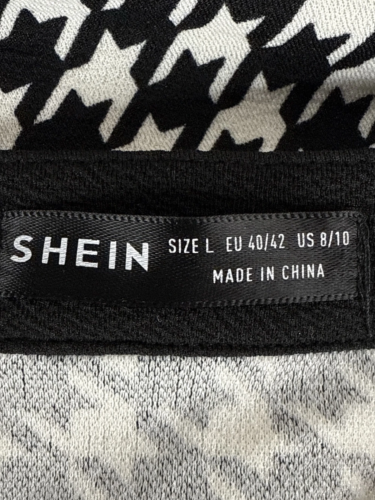 SHEIN
SIZE L EU 40/42 US 8/10
MADE IN CHINA